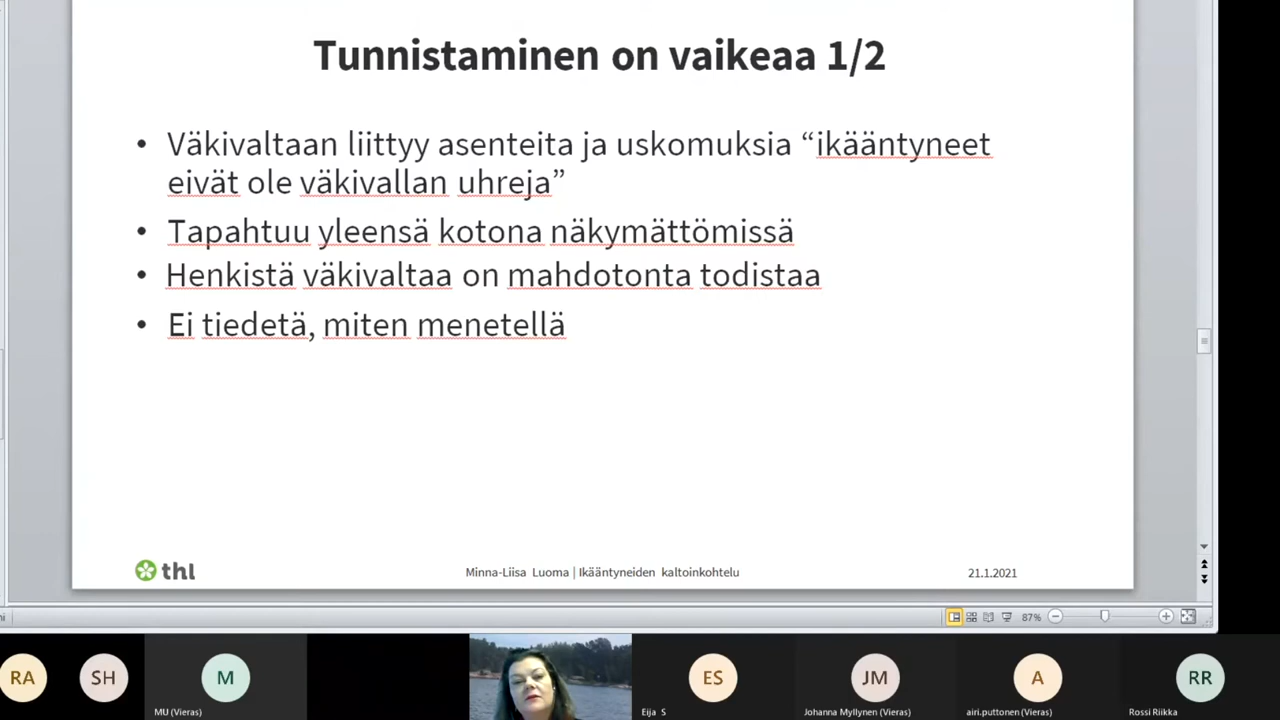 Tunnistaminen on vaikeaa 1/2
• Väkivaltaan liittyy asenteita ja uskomuksia “ikääntyneet
eivät ole väkivallan uhreja”
• Tapahtuu yleensä kotona näkymättömissä
• Henkistä väkivaltaa on mahdotonta todistaa
• Ei tiedetä, miten menetellä
thl
Minna-Liisa Luoma | Ikääntyneiden kaltoinkohtelu
21.1.2021
87%
RA
SH
M
ES
JM
A
RR
MU (Vieras)
Eija S
Johanna Myllynen (Vieras)
airi.puttonen (Vieras)
Rossi Riikka